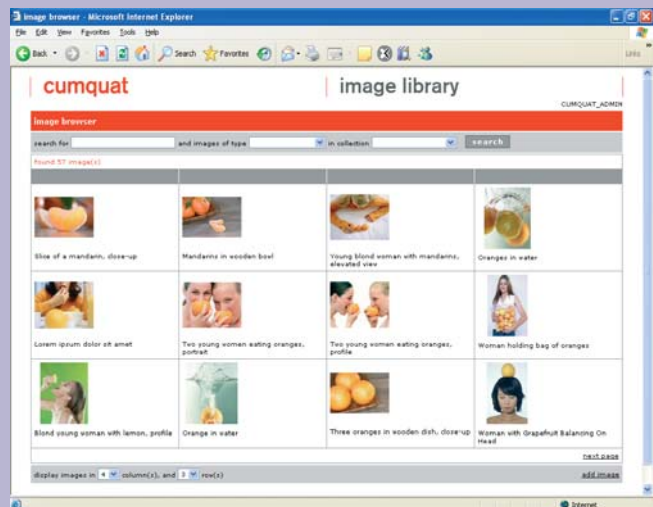 image browser - Microsoft Internet Explorer
File Edit View Favorites Tools Help
Back Search Favorites
Links
cumquat image library
CUMQUAT_ADMIN
image browser
search for and images of type in collection search
found 57 image(s)
Slice of a mandarin, close-up
Mandarins in wooden bowl
Young blond woman with mandarins,
elevated view
Oranges in water
Lorem ipsum dolor sit amet
Two young women eating oranges,
portrait
Two young women eating oranges,
profile
Woman holding bag of oranges
Blond young woman with lemon, profile
Orange in water
Three oranges in wooden dish, close-up
Woman with Grapefruit Balancing On
Head
next page
display images in 4 column(s), and 3 row(s)
add image
Internet